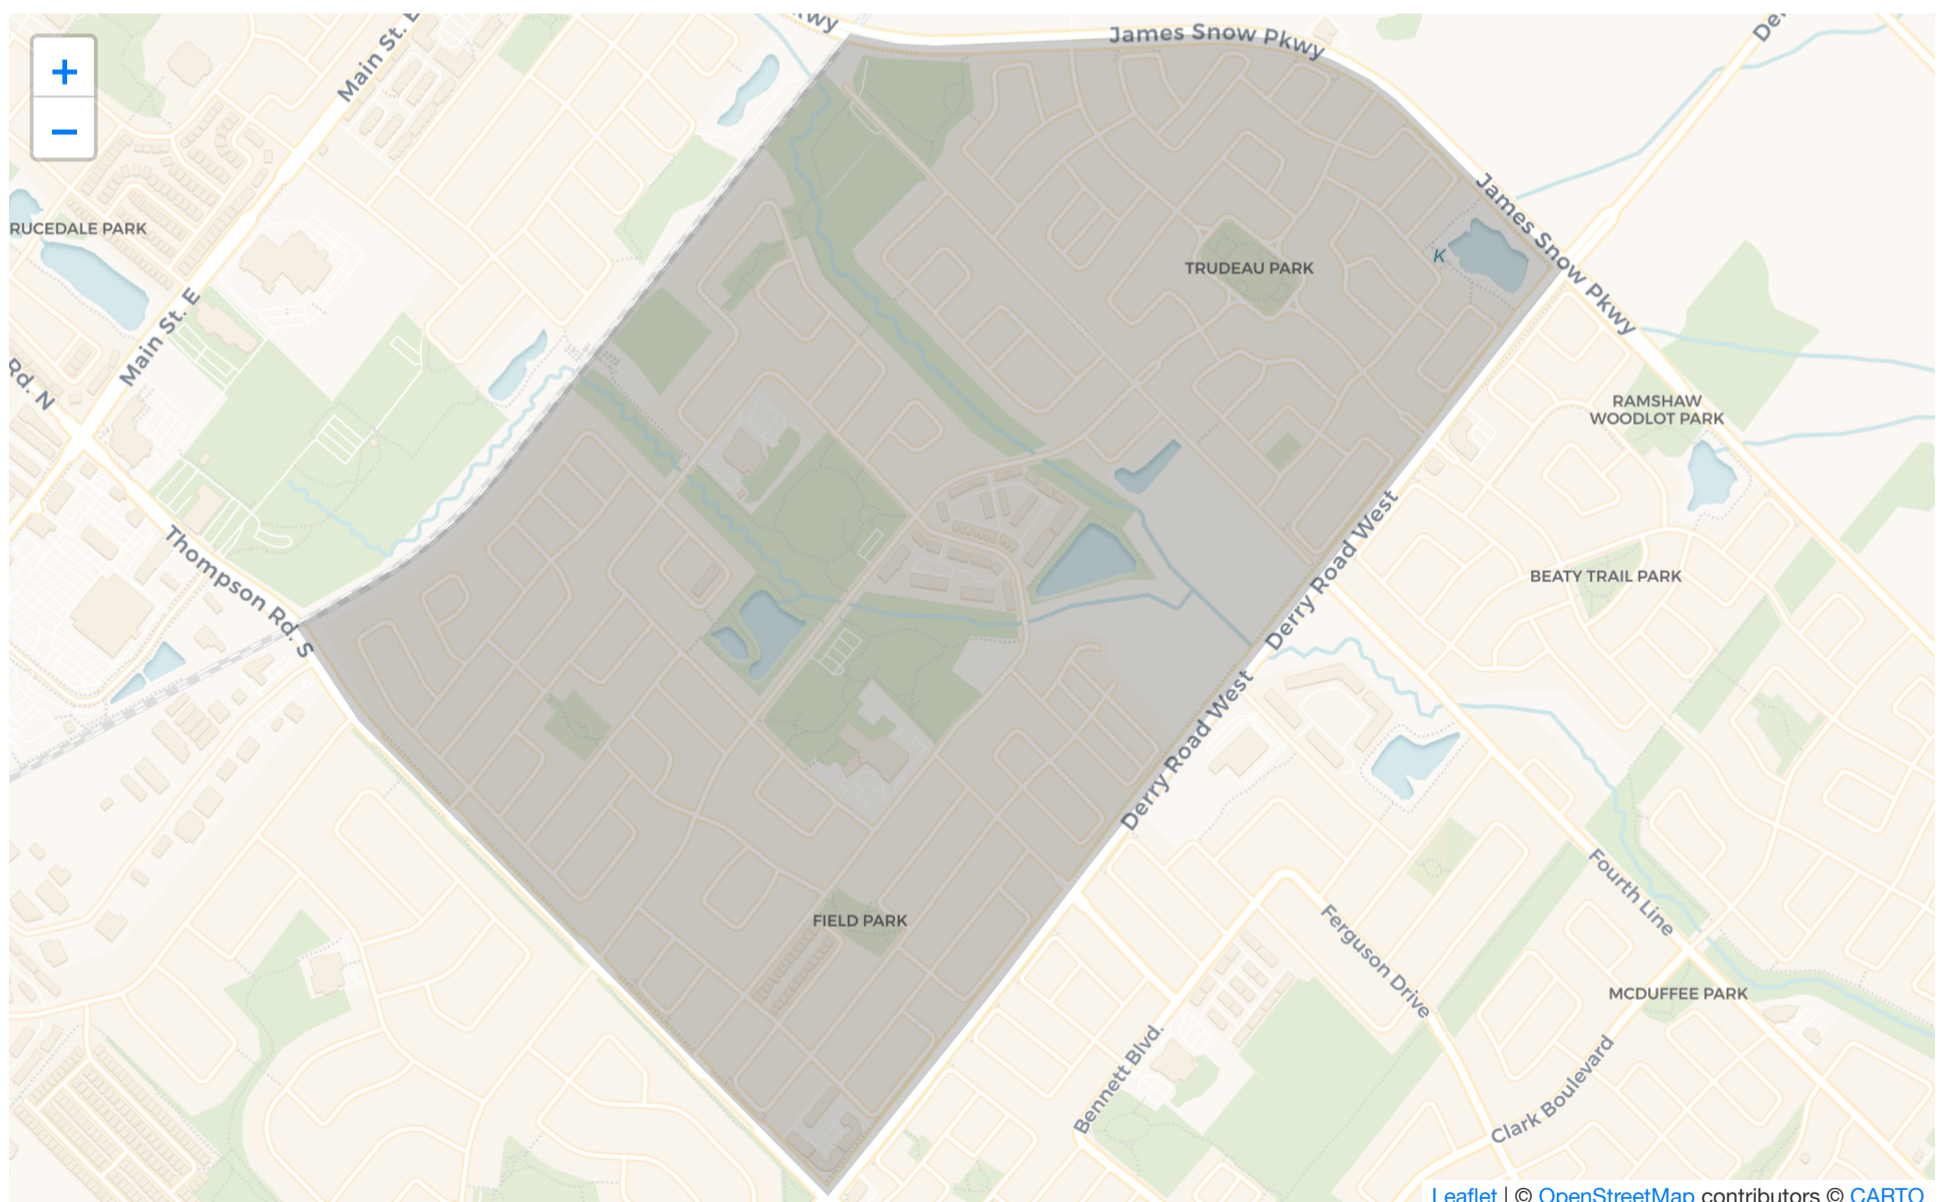 +
−
Main St. E
kwy
James Snow Pkwy
De
RUCEDALE PARK
James Snow Pkwy
TRUDEAU PARK
K
Main St. E
Rd. N
RAMSHAW
WOODLOT PARK
Thompson Rd. S
Derry Road West
BEATY TRAIL PARK
Derry Road West
FIELD PARK
Fourth Line
Ferguson Drive
MCDUFFEE PARK
Bennett Blvd.
Clark Boulevard
Leaflet | © OpenStreetMap contributors © CARTO